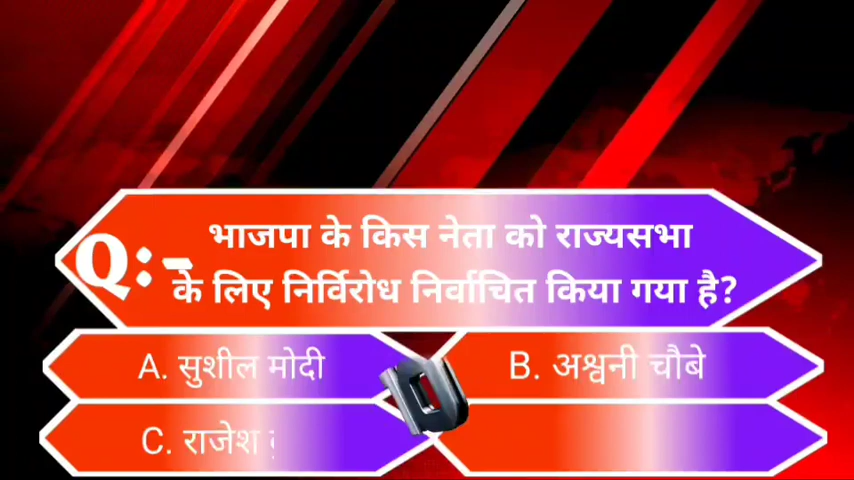 Q:-
भाजपा के किस नेता को राज्यसभा
के लिए निर्विरोध निर्वाचित किया गया है?
A. सुशील मोदी
B. अश्वनी चौबे
C. राजेश